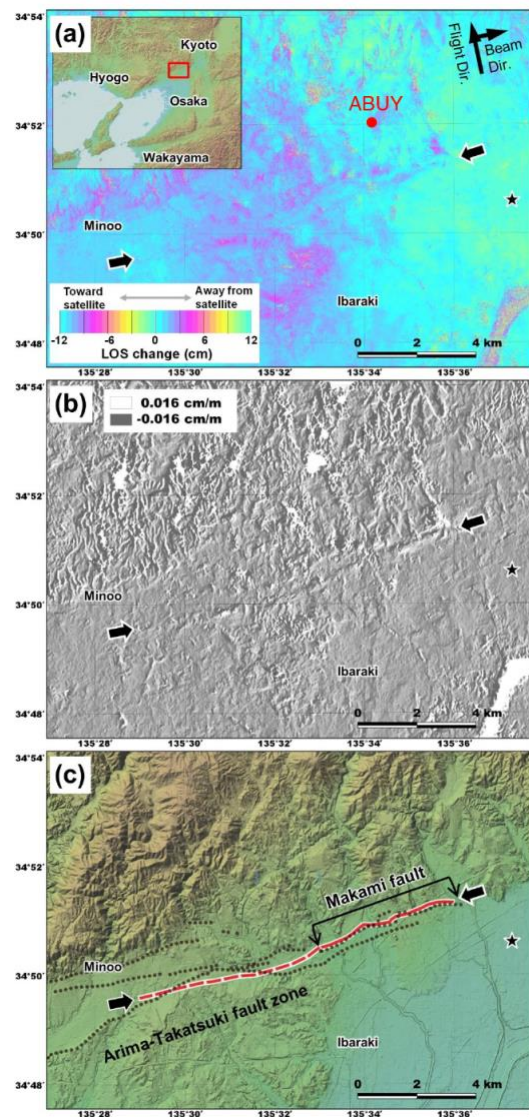 (a)
Kyoto
Hyogo
Osaka
Wakayama
Flight Dir.
Beam Dir.
ABUY
Minoo
Ibaraki
Toward satellite
Away from satellite
-12 -6 0 6 12
LOS change (cm)
0 2 4 km
34°54'
34°52'
34°50'
34°48'
135°28' 135°30' 135°32' 135°34' 135°36'
(b)
0.016 cm/m
-0.016 cm/m
Minoo
Ibaraki
0 2 4 km
34°54'
34°52'
34°50'
34°48'
135°28' 135°30' 135°32' 135°34' 135°36'
(c)
Makami fault
Minoo
Arima-Takatsuki fault zone
Ibaraki
0 2 4 km
34°54'
34°52'
34°50'
34°48'
135°28' 135°30' 135°32' 135°34' 135°36'